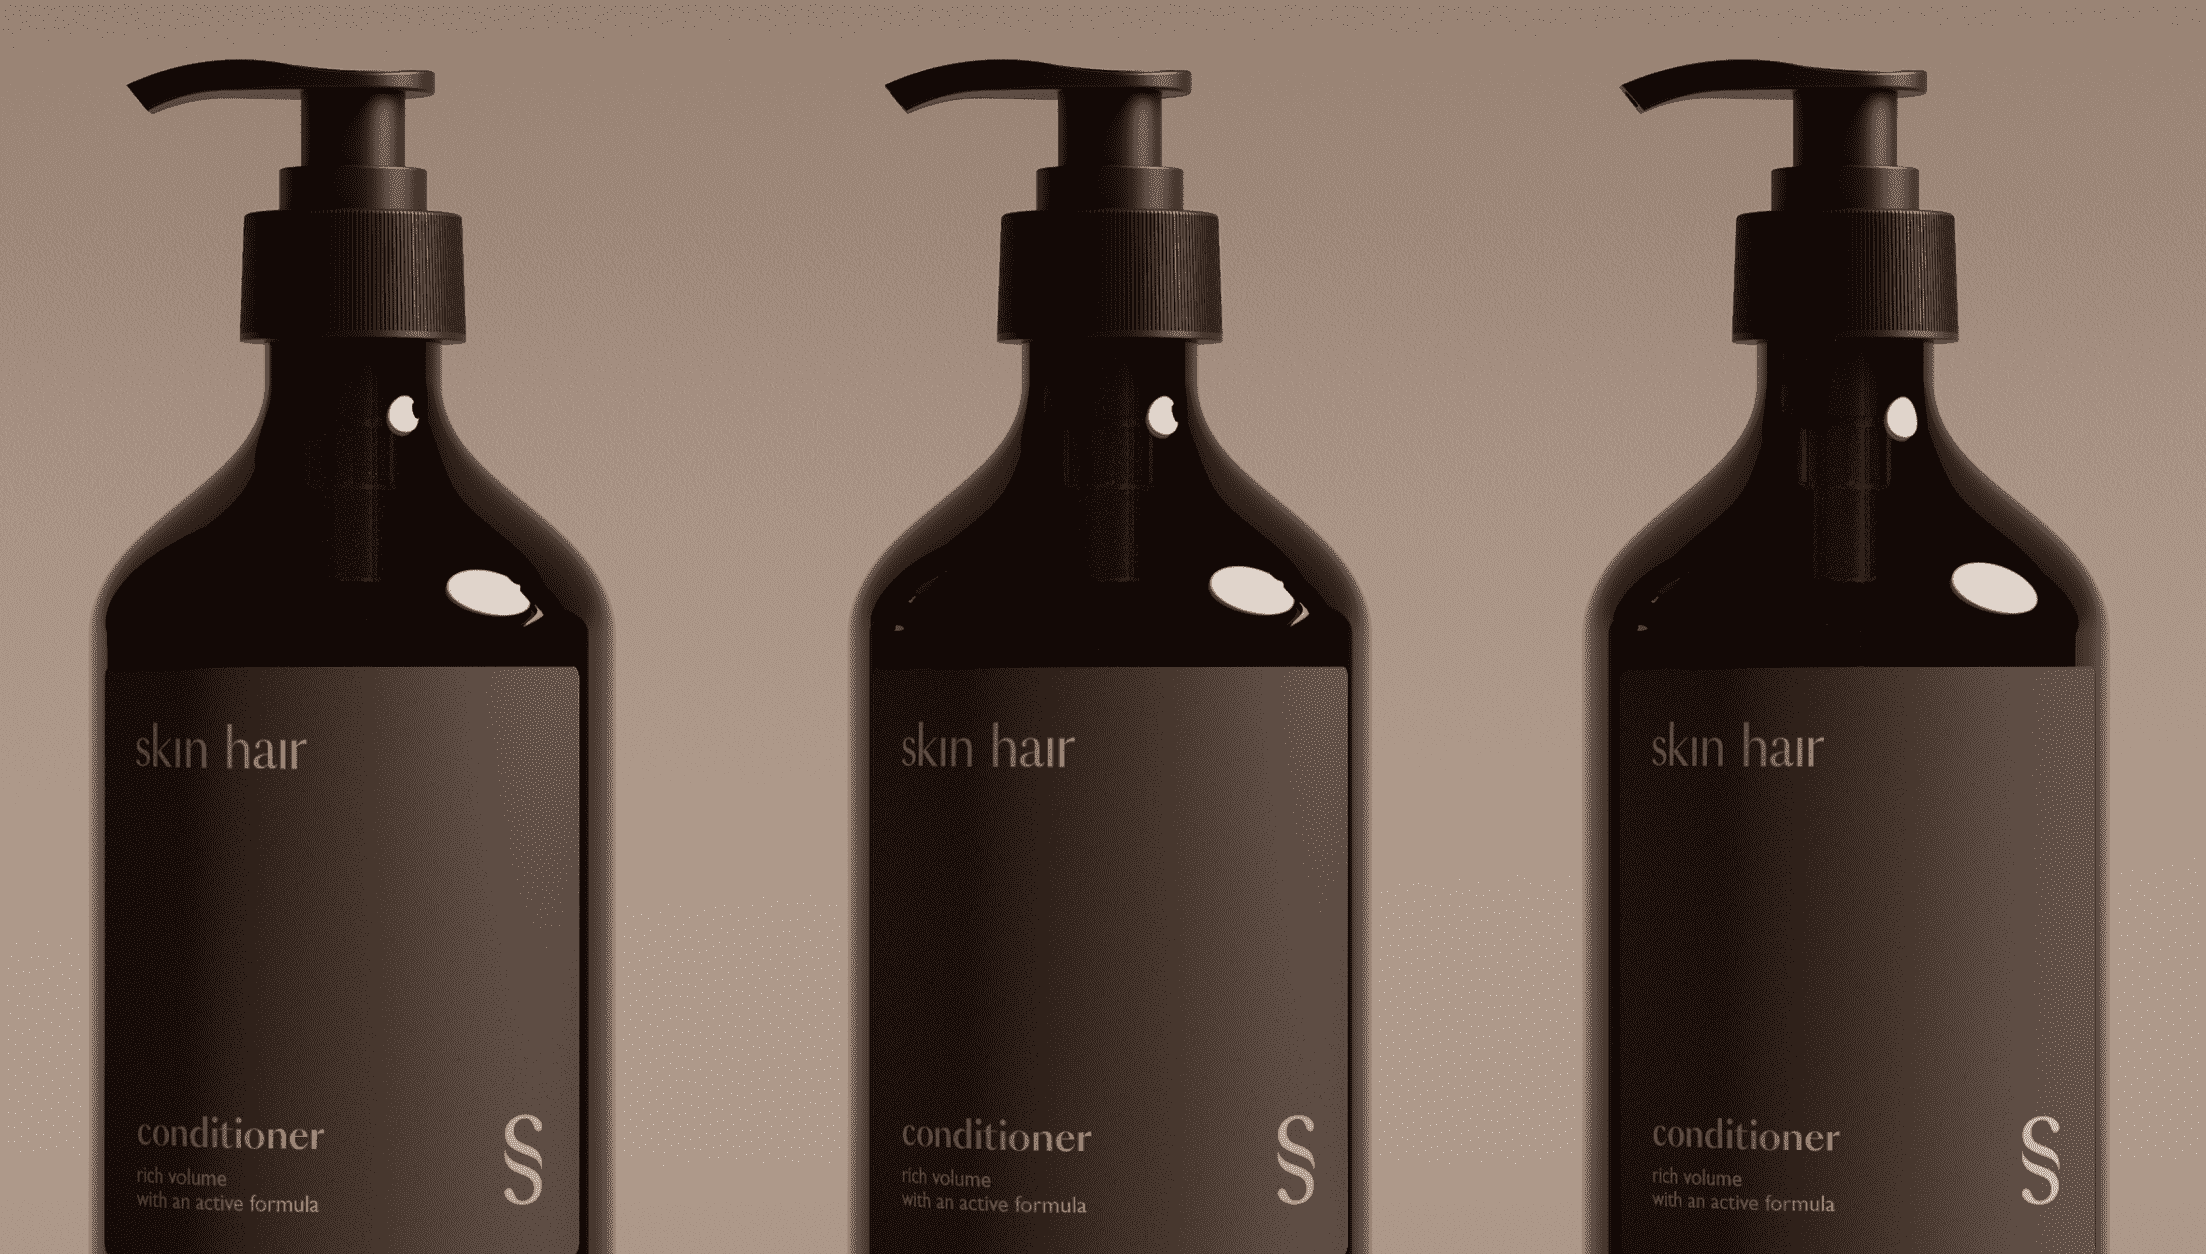 skin hair
conditioner
rich volume
with an active formula
§
skin hair
conditioner
rich volume
with an active formula
§
skin hair
conditioner
rich volume
with an active formula
§